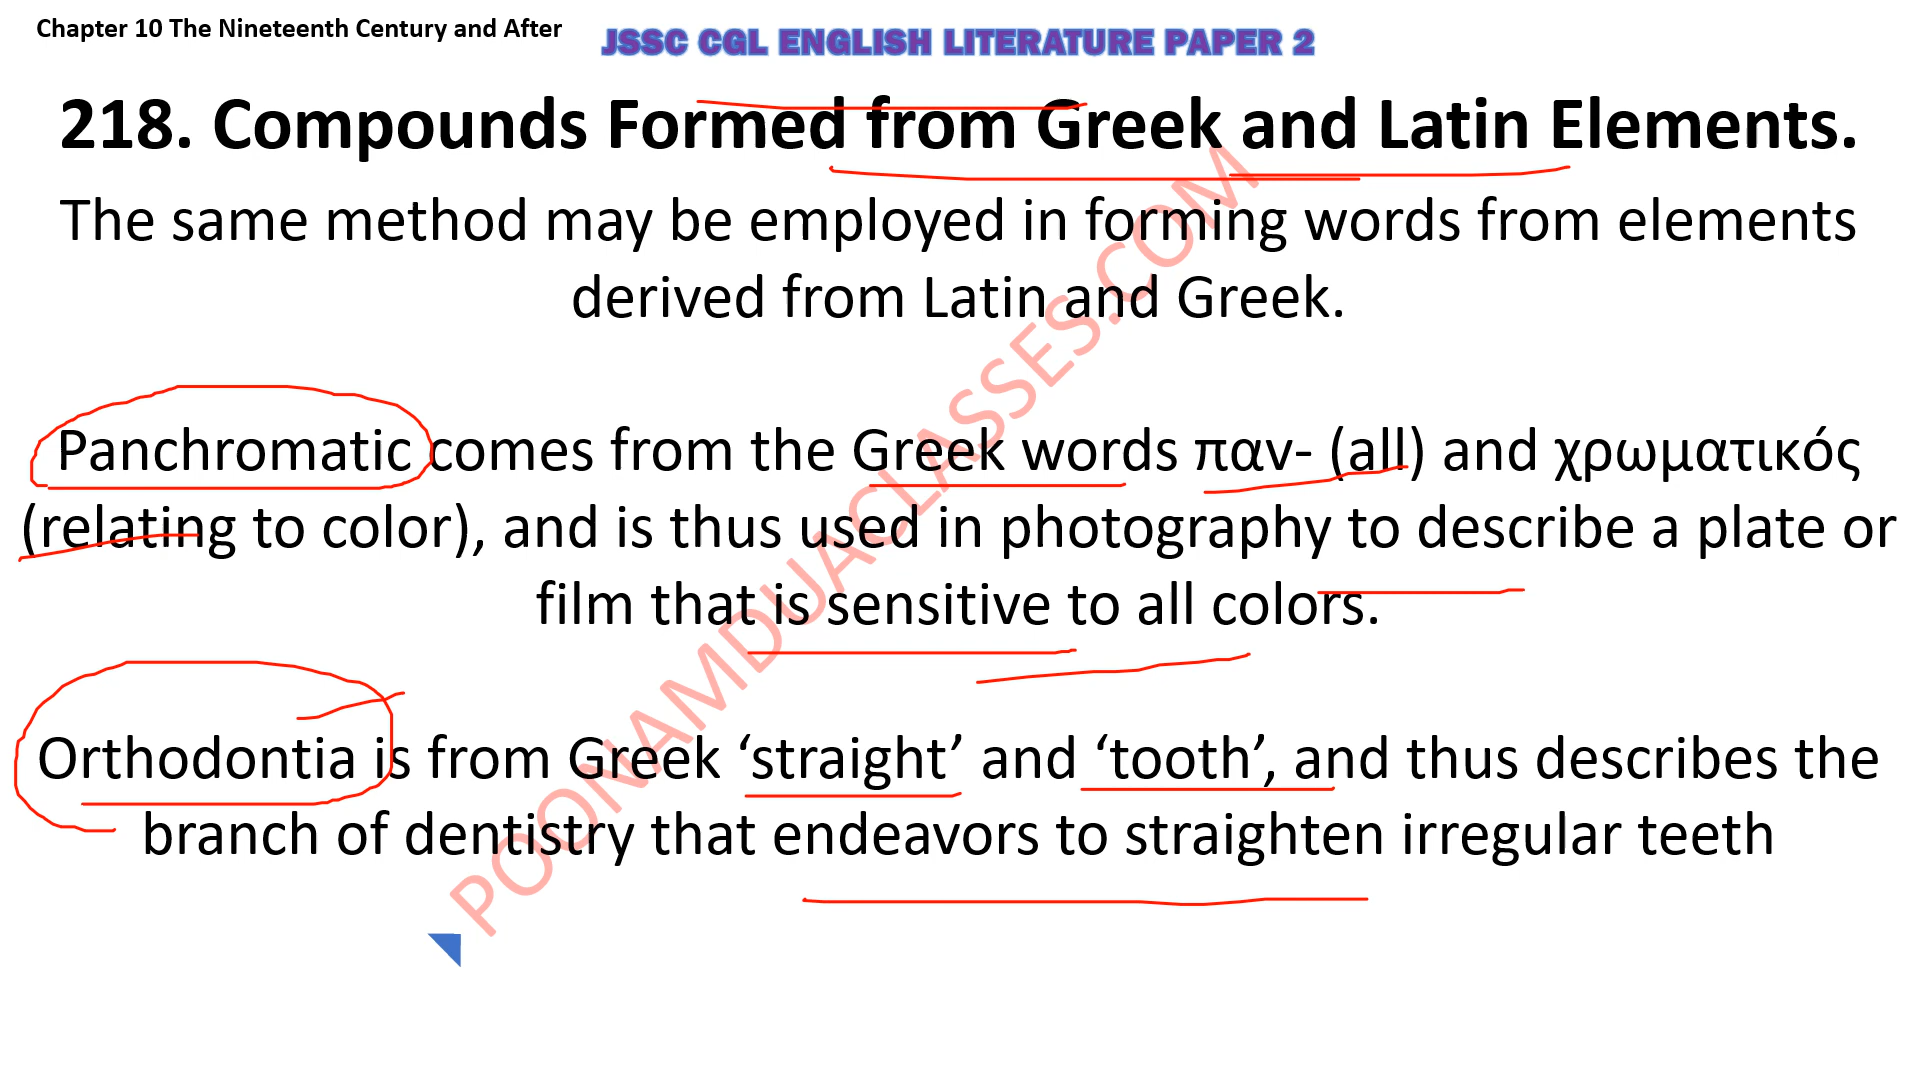 Chapter 10 The Nineteenth Century and After
JSSC CGL ENGLISH LITERATURE PAPER 2
218. Compounds Formed from Greek and Latin Elements.
The same method may be employed in forming words from elements
derived from Latin and Greek.
Panchromatic comes from the Greek words παν- (all) and χρωματικός
(relating to color), and is thus used in photography to describe a plate or
film that is sensitive to all colors.
Orthodontia is from Greek ‘straight’ and ‘tooth’, and thus describes the
branch of dentistry that endeavors to straighten irregular teeth
POONAMDUACLASSES.COM